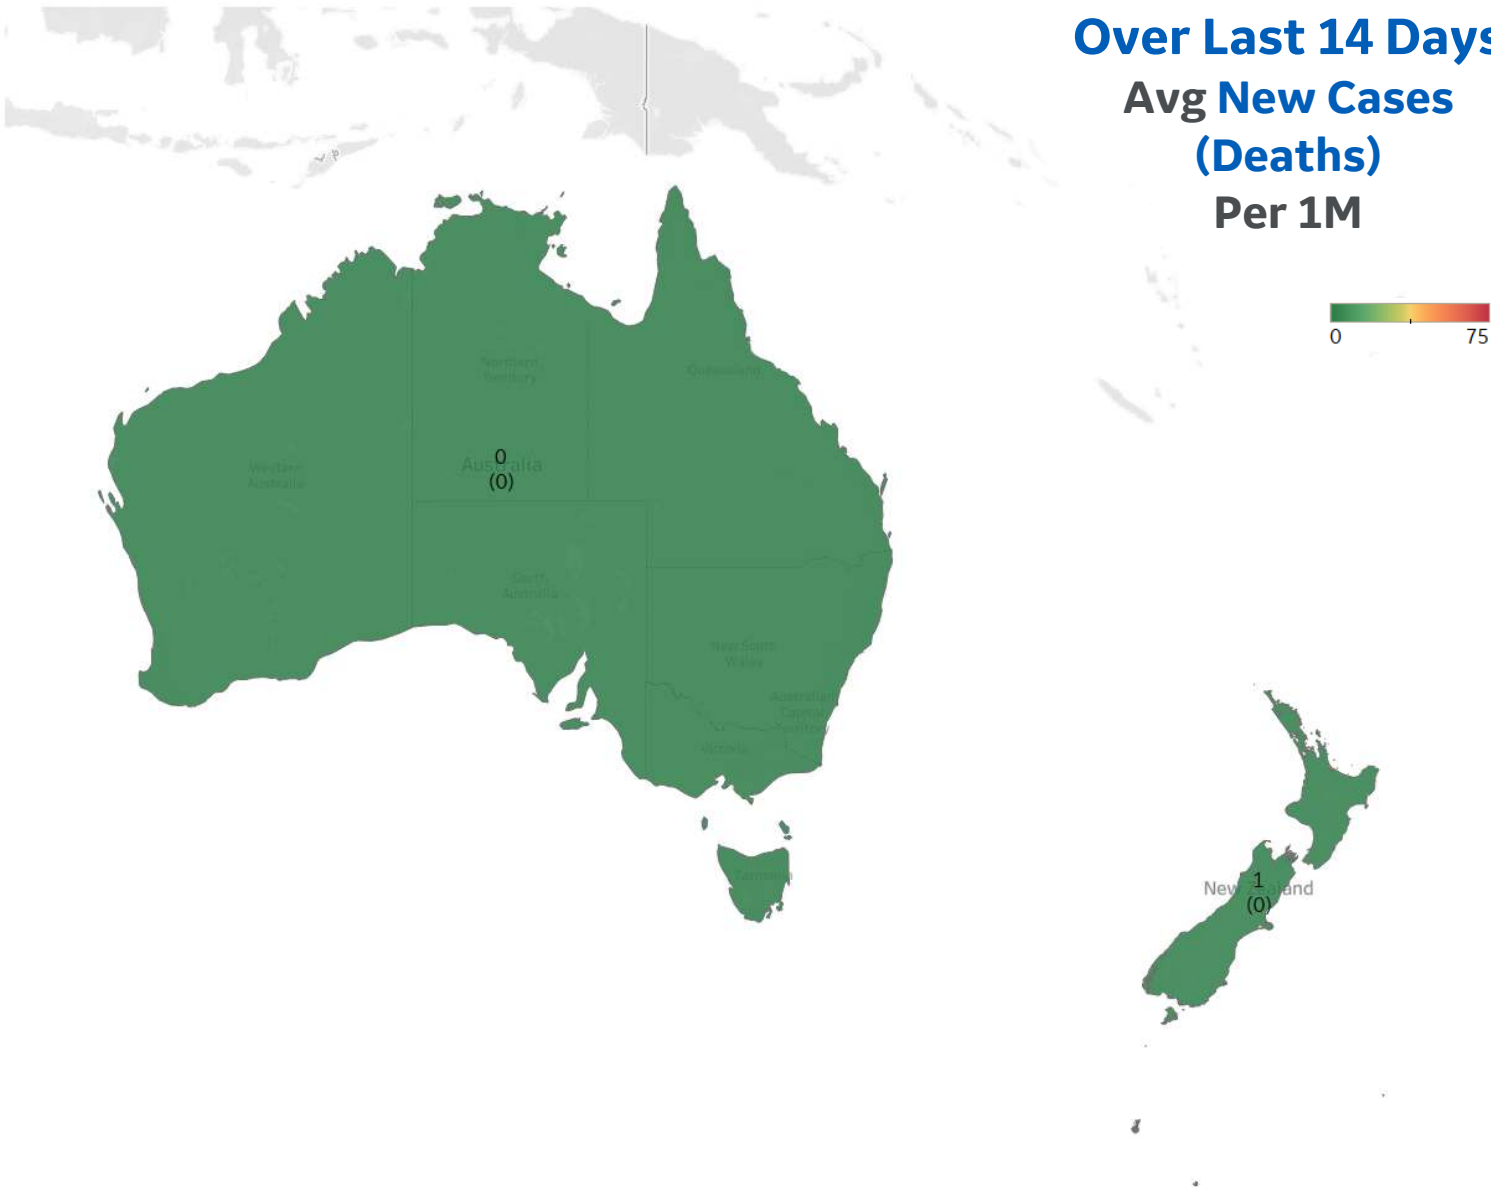 Over Last 14 Days
Avg New Cases
(Deaths)
Per 1M
0 75
Northern
Territory
Queensland
0
Australia
(0)
Western
Australia
South
Australia
New South
Wales
Australian
Capital
Territory
Victoria
Tasmania
1
New Zealand
(0)